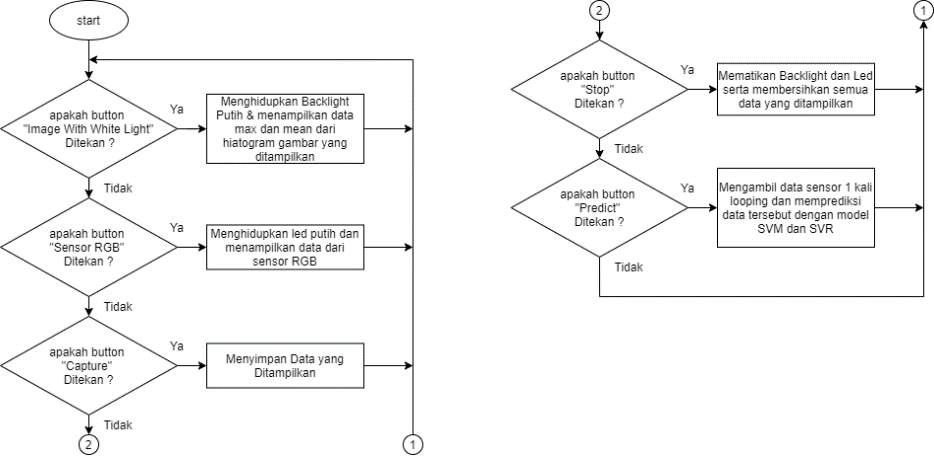 start
apakah button
"Image With White Light"
Ditekan ?
Ya
Menghidupkan Backlight
Putih & menampilkan data
max dan mean dari
hiatogram gambar yang
ditampilkan
Tidak
apakah button
"Sensor RGB"
Ditekan ?
Ya
Menghidupkan led putih dan
menampilkan data dari
sensor RGB
Tidak
apakah button
"Capture"
Ditekan ?
Ya
Menyimpan Data yang
Ditampilkan
Tidak
2
1
2
1
apakah button
"Stop"
Ditekan ?
Ya
Mematikan Backlight dan Led
serta membersihkan semua
data yang ditampilkan
Tidak
apakah button
"Predict"
Ditekan ?
Ya
Mengambil data sensor 1 kali
looping dan memprediksi
data tersebut dengan model
SVM dan SVR
Tidak